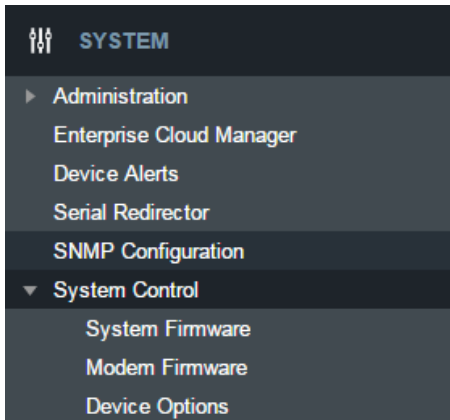 SYSTEM
Administration
Enterprise Cloud Manager
Device Alerts
Serial Redirector
SNMP Configuration
System Control
System Firmware
Modem Firmware
Device Options